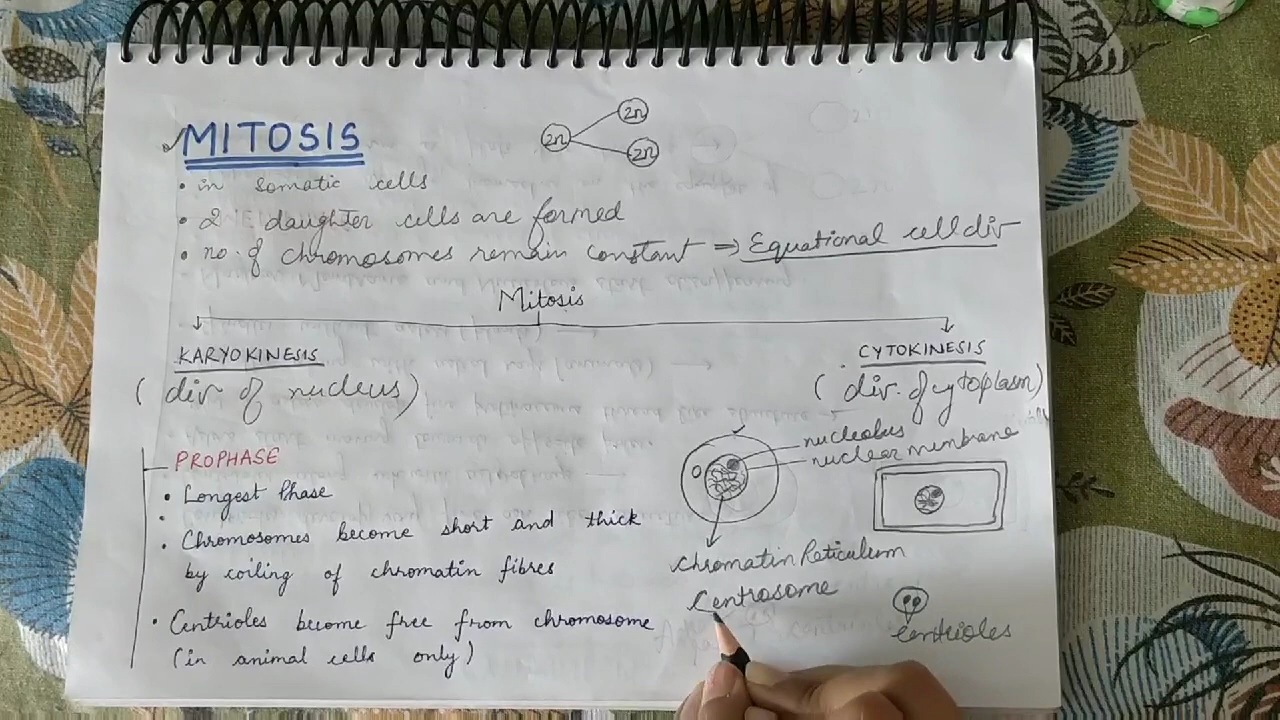 MITOSIS
2n
2n
2n
• in somatic cells
• 2 daughter cells are formed
• no. of chromosomes remain constant ⇒ Equational cell div
Mitosis
KARYOKINESIS
(div of nucleus)
CYTOKINESIS
(div. of cytoplasm)
PROPHASE
• Longest Phase
• Chromosomes become short and thick
by coiling of chromatin fibres
• Centrioles become free from chromosome
(in animal cells only)
nucleolus
nuclear membrane
Chromatin Reticulum
Centrosome
Centrioles